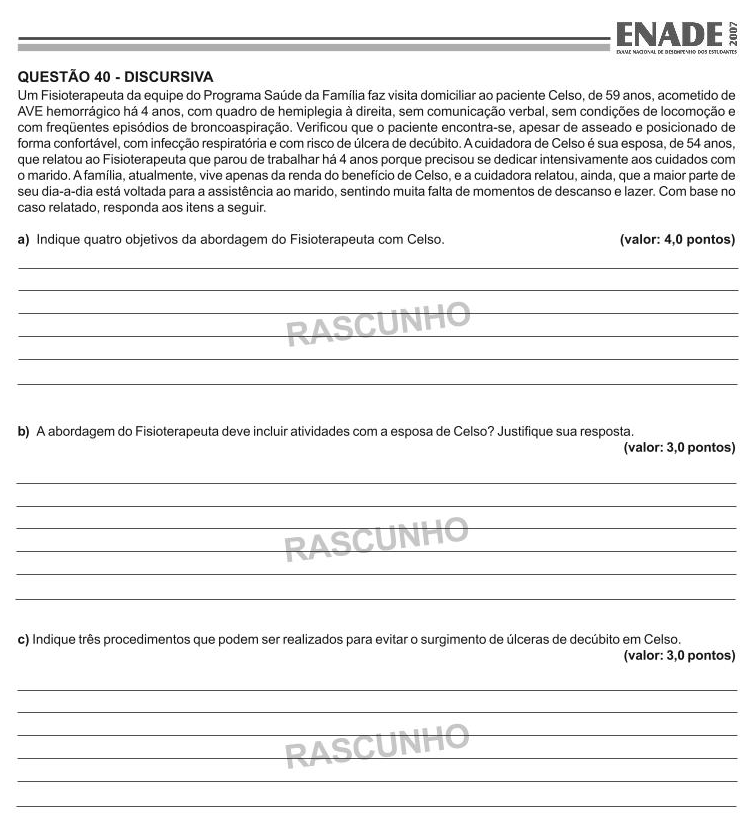 ENADE 2007
EXAME NACIONAL DE DESEMPENHO DOS ESTUDANTES
QUESTÃO 40 - DISCURSIVA
Um Fisioterapeuta da equipe do Programa Saúde da Família faz visita domiciliar ao paciente Celso, de 59 anos, acometido de
AVE hemorrágico há 4 anos, com quadro de hemiplegia à direita, sem comunicação verbal, sem condições de locomoção e
com freqüentes episódios de broncoaspiração. Verificou que o paciente encontra-se, apesar de asseado e posicionado de
forma confortável, com infecção respiratória e com risco de úlcera de decúbito. A cuidadora de Celso é sua esposa, de 54 anos,
que relatou ao Fisioterapeuta que parou de trabalhar há 4 anos porque precisou se dedicar intensivamente aos cuidados com
o marido. A família, atualmente, vive apenas da renda do benefício de Celso, e a cuidadora relatou, ainda, que a maior parte de
seu dia-a-dia está voltada para a assistência ao marido, sentindo muita falta de momentos de descanso e lazer. Com base no
caso relatado, responda aos itens a seguir.
a) Indique quatro objetivos da abordagem do Fisioterapeuta com Celso. (valor: 4,0 pontos)
RASCUNHO
b) A abordagem do Fisioterapeuta deve incluir atividades com a esposa de Celso? Justifique sua resposta.
(valor: 3,0 pontos)
RASCUNHO
c) Indique três procedimentos que podem ser realizados para evitar o surgimento de úlceras de decúbito em Celso.
(valor: 3,0 pontos)
RASCUNHO